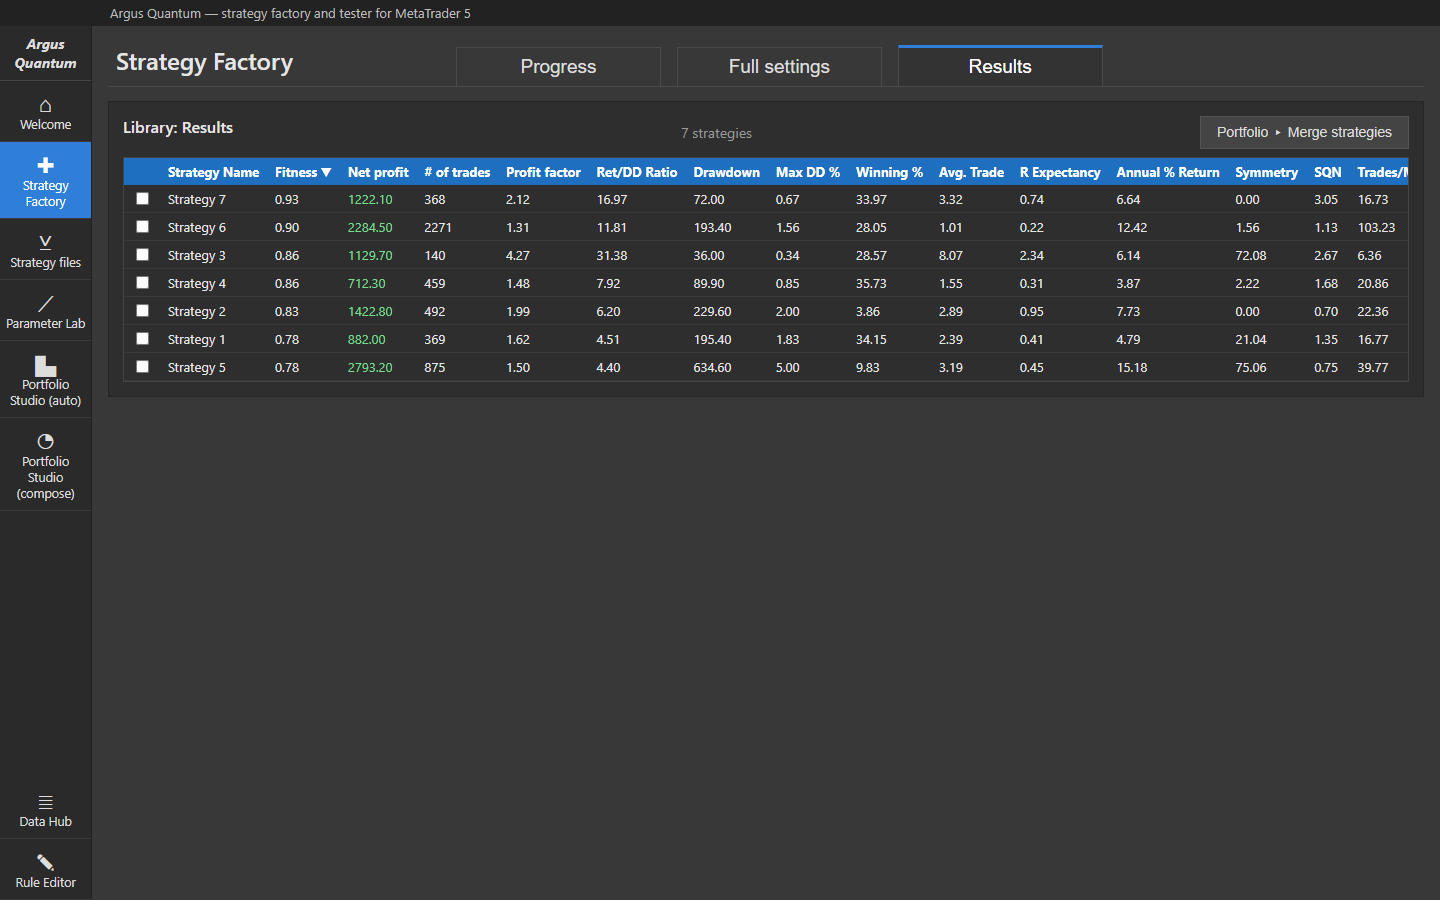 Argus Quantum — strategy factory and tester for MetaTrader 5
Argus
Quantum
Welcome
Strategy
Factory
Strategy files
Parameter Lab
Portfolio
Studio (auto)
Portfolio
Studio
(compose)
Data Hub
Rule Editor
Strategy Factory
Progress
Full settings
Results
Library: Results
7 strategies
Portfolio ▸ Merge strategies
Strategy Name Fitness ▼ Net profit # of trades Profit factor Ret/DD Ratio Drawdown Max DD % Winning % Avg. Trade R Expectancy Annual % Return Symmetry SQN
Strategy 7 0.93 1222.10 368 2.12 16.97 72.00 0.67 33.97 3.32 0.74 6.64 0.00 3.05 16.73
Strategy 6 0.90 2284.50 2271 1.31 11.81 193.40 1.56 28.05 1.01 0.22 12.42 1.56 1.13 103.23
Strategy 3 0.86 1129.70 140 4.27 31.38 36.00 0.34 28.57 8.07 2.34 6.14 72.08 2.67 6.36
Strategy 4 0.86 712.30 459 1.48 7.92 89.90 0.85 35.73 1.55 0.31 3.87 2.22 1.68 20.86
Strategy 2 0.83 1422.80 492 1.99 6.20 229.60 2.00 3.86 2.89 0.95 7.73 0.00 0.70 22.36
Strategy 1 0.78 882.00 369 1.62 4.51 195.40 1.83 34.15 2.39 0.41 4.79 21.04 1.35 16.77
Strategy 5 0.78 2793.20 875 1.50 4.40 634.60 5.00 9.83 3.19 0.45 15.18 75.06 0.75 39.77